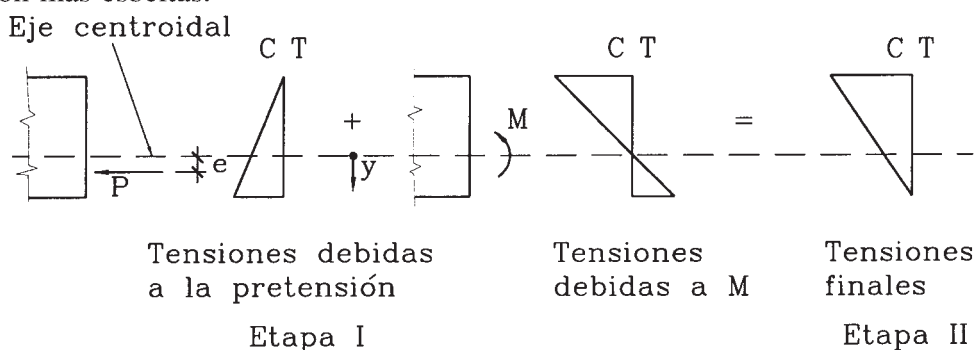 ón más esbeltas.
Eje centroidal
C T
C T
C T
+
M
=
e
P
y
Tensiones debidas
a la pretensión
Tensiones
debidas a M
Tensiones
finales
Etapa I
Etapa II